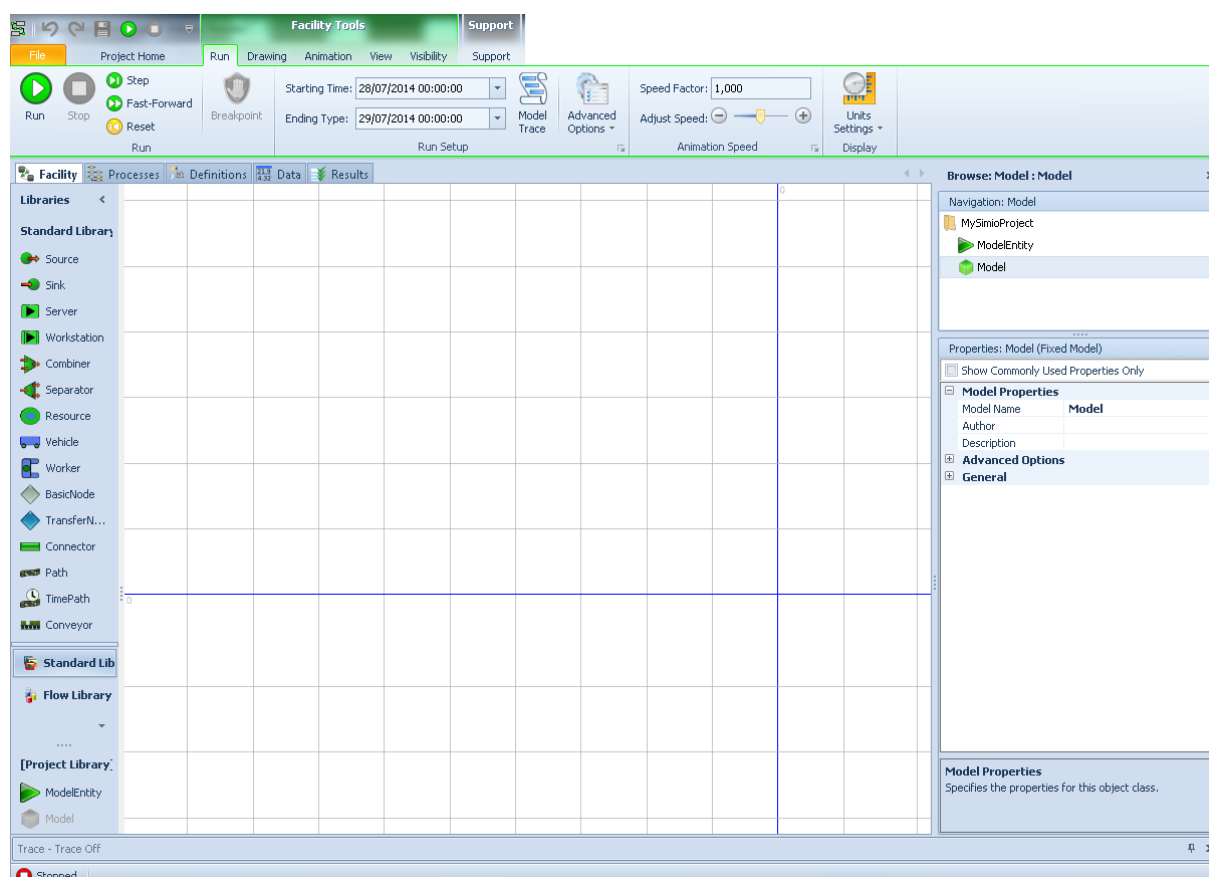 Facility Tools Support
File Project Home Run Drawing Animation View Visibility Support
Run
Stop
Step
Fast-Forward
Reset
Run
Breakpoint
Starting Time: 28/07/2014 00:00:00
Ending Type: 29/07/2014 00:00:00
Model
Trace
Advanced
Options
Run Setup
Speed Factor: 1,000
Adjust Speed:
Animation Speed
Units
Settings
Display
Facility Processes Definitions Data Results
Libraries
Standard Library
Source
Sink
Server
Workstation
Combiner
Separator
Resource
Vehicle
Worker
BasicNode
TransferN...
Connector
Path
TimePath
Conveyor
Standard Lib
Flow Library
[Project Library]
ModelEntity
Model
0
0
Browse: Model : Model
Navigation: Model
MySimioProject
ModelEntity
Model
Properties: Model (Fixed Model)
Show Commonly Used Properties Only
Model Properties
Model Name Model
Author
Description
Advanced Options
General
Model Properties
Specifies the properties for this object class.
Trace - Trace Off
Stopped